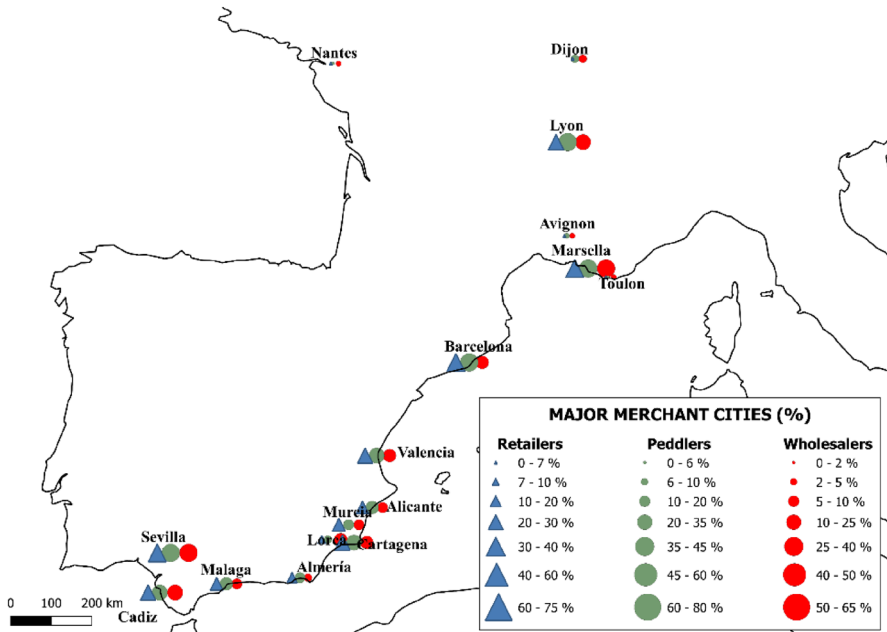 Nantes
Dijon
Lyon
Avignon
Marsella
Toulon
Barcelona
Valencia
Alicante
Murcia
Lorca
Cartagena
Sevilla
Almería
Malaga
Cadiz
0 100 200 km
MAJOR MERCHANT CITIES (%)
Retailers Peddlers Wholesalers
0 - 7 % 0 - 6 % 0 - 2 %
7 - 10 % 6 - 10 % 2 - 5 %
10 - 20 % 10 - 20 % 5 - 10 %
20 - 30 % 20 - 35 % 10 - 25 %
30 - 40 % 35 - 45 % 25 - 40 %
40 - 60 % 45 - 60 % 40 - 50 %
60 - 75 % 60 - 80 % 50 - 65 %